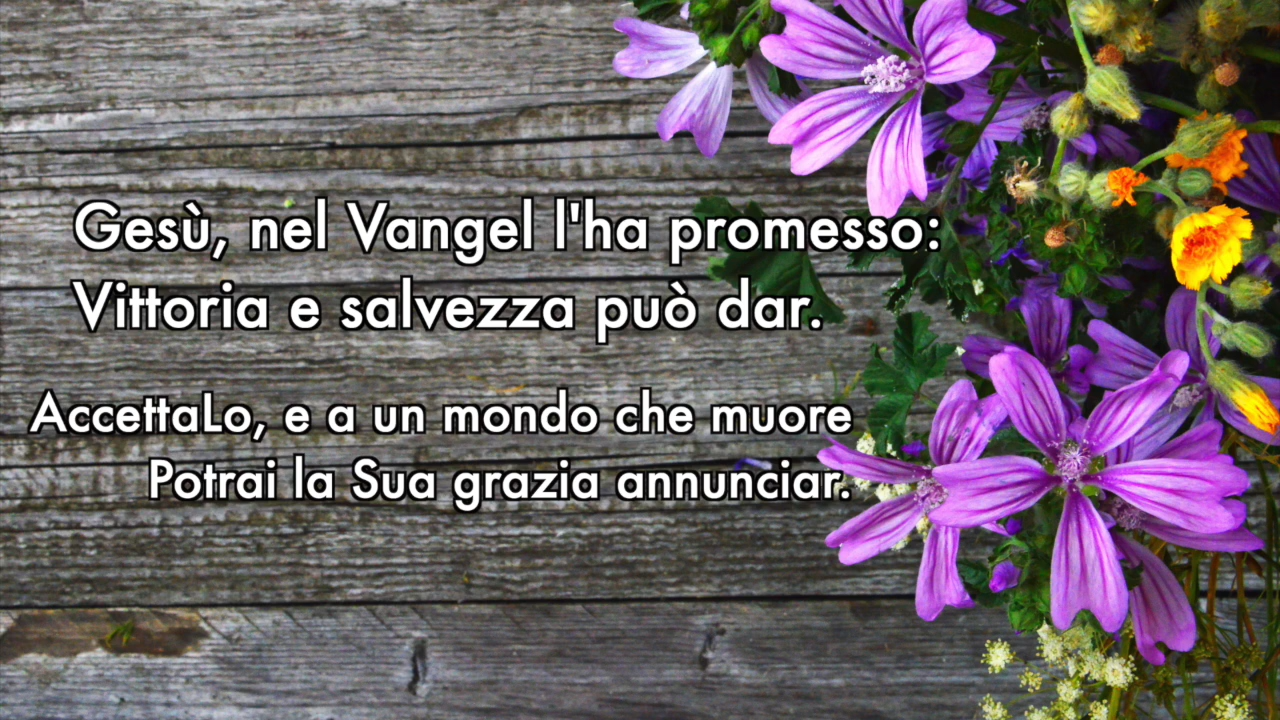 Gesù, nel Vangel l'ha promesso:
Vittoria e salvezza può dar.
AccettaLo, e a un mondo che muore
Potrai la Sua grazia annunciar.